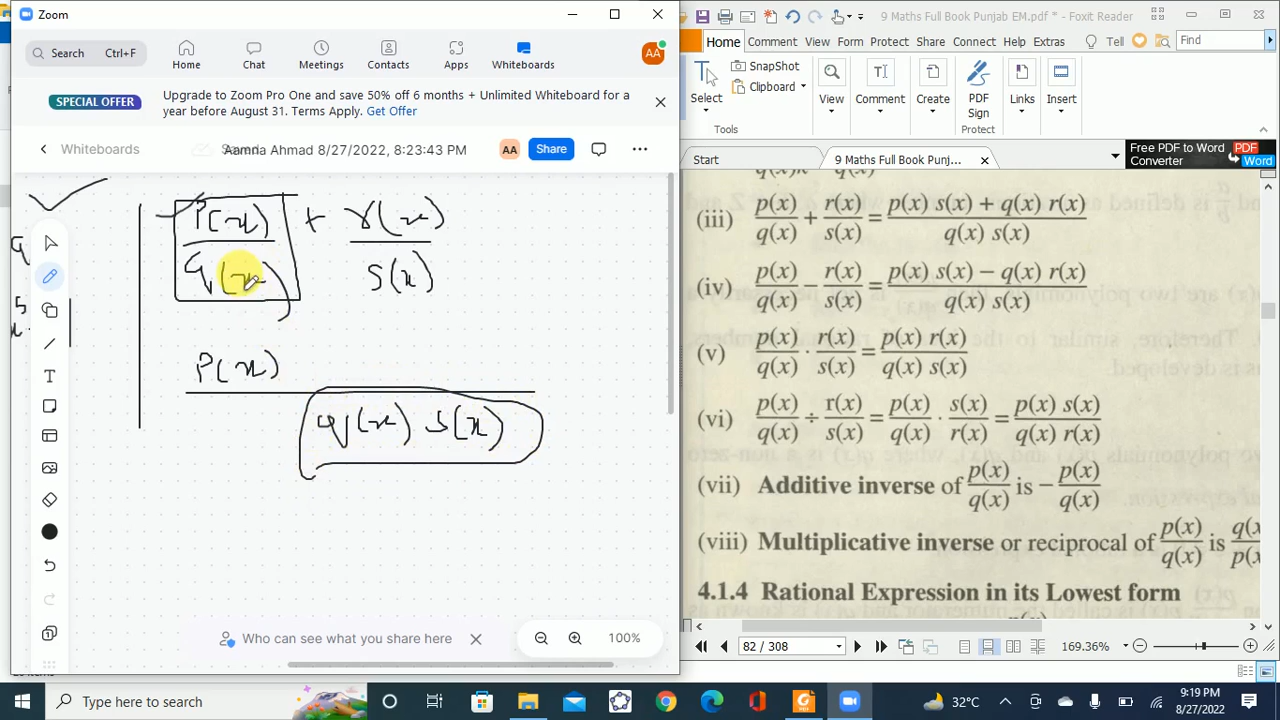 Zoom
Search Ctrl+F
Home
Chat
Meetings
Contacts
Apps
Whiteboards
AA
SPECIAL OFFER
Upgrade to Zoom Pro One and save 50% off 6 months + Unlimited Whiteboard for a
year before August 31. Terms Apply. Get Offer
Whiteboards
Aamna Ahmad 8/27/2022, 8:23:43 PM
AA
Share
P(x) + r(x)
q(x) s(x)
P(x)
q(x) s(x)
Who can see what you share here
100%
9 Maths Full Book Punjab EM.pdf * - Foxit Reader
Home Comment View Form Protect Share Connect Help Extras Tell Find
Select
SnapShot
Clipboard
View
Comment
Create
PDF
Sign
Links
Insert
Tools
Protect
Start
9 Maths Full Book Punj...
Free PDF to Word PDF
Converter Word
(iii) p(x)/q(x) + r(x)/s(x) = p(x) s(x) + q(x) r(x)/q(x) s(x)
(iv) p(x)/q(x) - r(x)/s(x) = p(x) s(x) − q(x) r(x)/q(x) s(x)
(v) p(x)/q(x) · r(x)/s(x) = p(x) r(x)/q(x) s(x)
(vi) p(x)/q(x) ÷ r(x)/s(x) = p(x)/q(x) · s(x)/r(x) = p(x) s(x)/q(x) r(x)
(vii) Additive inverse of p(x)/q(x) is − p(x)/q(x)
(viii) Multiplicative inverse or reciprocal of p(x)/q(x) is q(x/p(x
4.1.4 Rational Expression in its Lowest form
82 / 308
169.36%
Type here to search
32°C
9:19 PM
8/27/2022